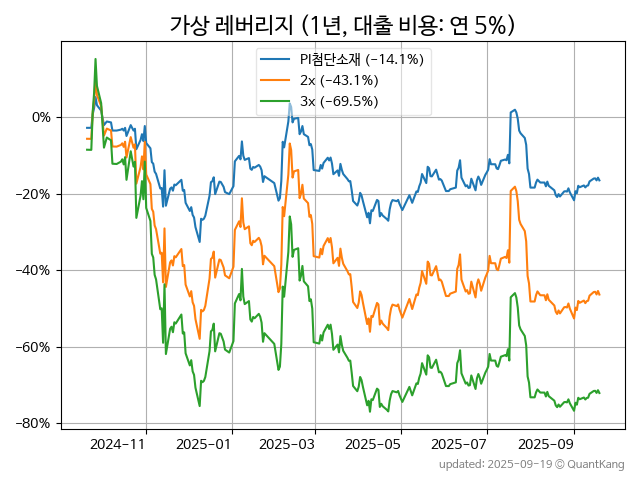 가상 레버리지 (1년, 대출 비용: 연 5%)
PI첨단소재 (−14.1%)
2x (−43.1%)
3x (−69.5%)
0%
−20%
−40%
−60%
−80%
2024−11 2025−01 2025−03 2025−05 2025−07 2025−09
updated: 2025−09−19 © QuantKang